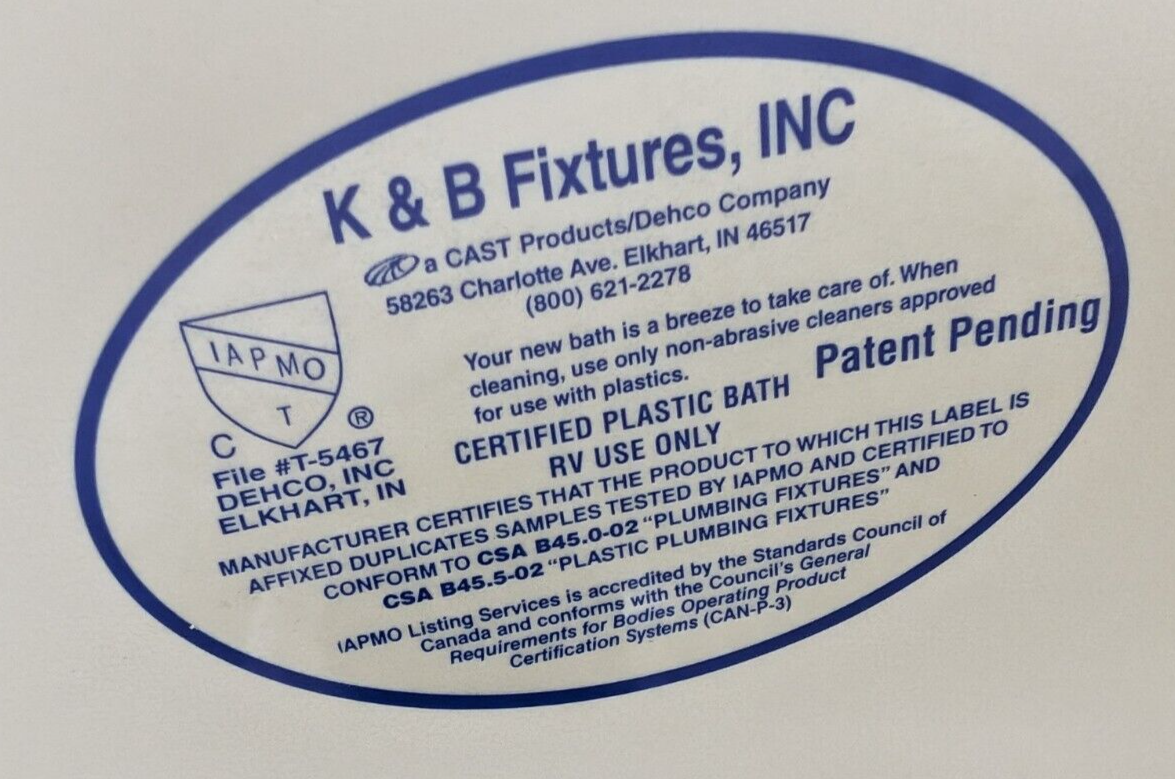 K & B Fixtures, INC
a CAST Products/Dehco Company
58263 Charlotte Ave. Elkhart, IN 46517
(800) 621-2278
IAPMO
T
C ®
File #T-5467
DEHCO, INC
ELKHART, IN
Your new bath is a breeze to take care of. When
cleaning, use only non-abrasive cleaners approved
for use with plastics.
Patent Pending
CERTIFIED PLASTIC BATH
RV USE ONLY
MANUFACTURER CERTIFIES THAT THE PRODUCT TO WHICH THIS LABEL IS
AFFIXED DUPLICATES SAMPLES TESTED BY IAPMO AND CERTIFIED TO
CONFORM TO CSA B45.0-02 “PLUMBING FIXTURES” AND
CSA B45.5-02 “PLASTIC PLUMBING FIXTURES”
IAPMO Listing Services is accredited by the Standards Council of
Canada and conforms with the Council's General
Requirements for Bodies Operating Product
Certification Systems (CAN-P-3)